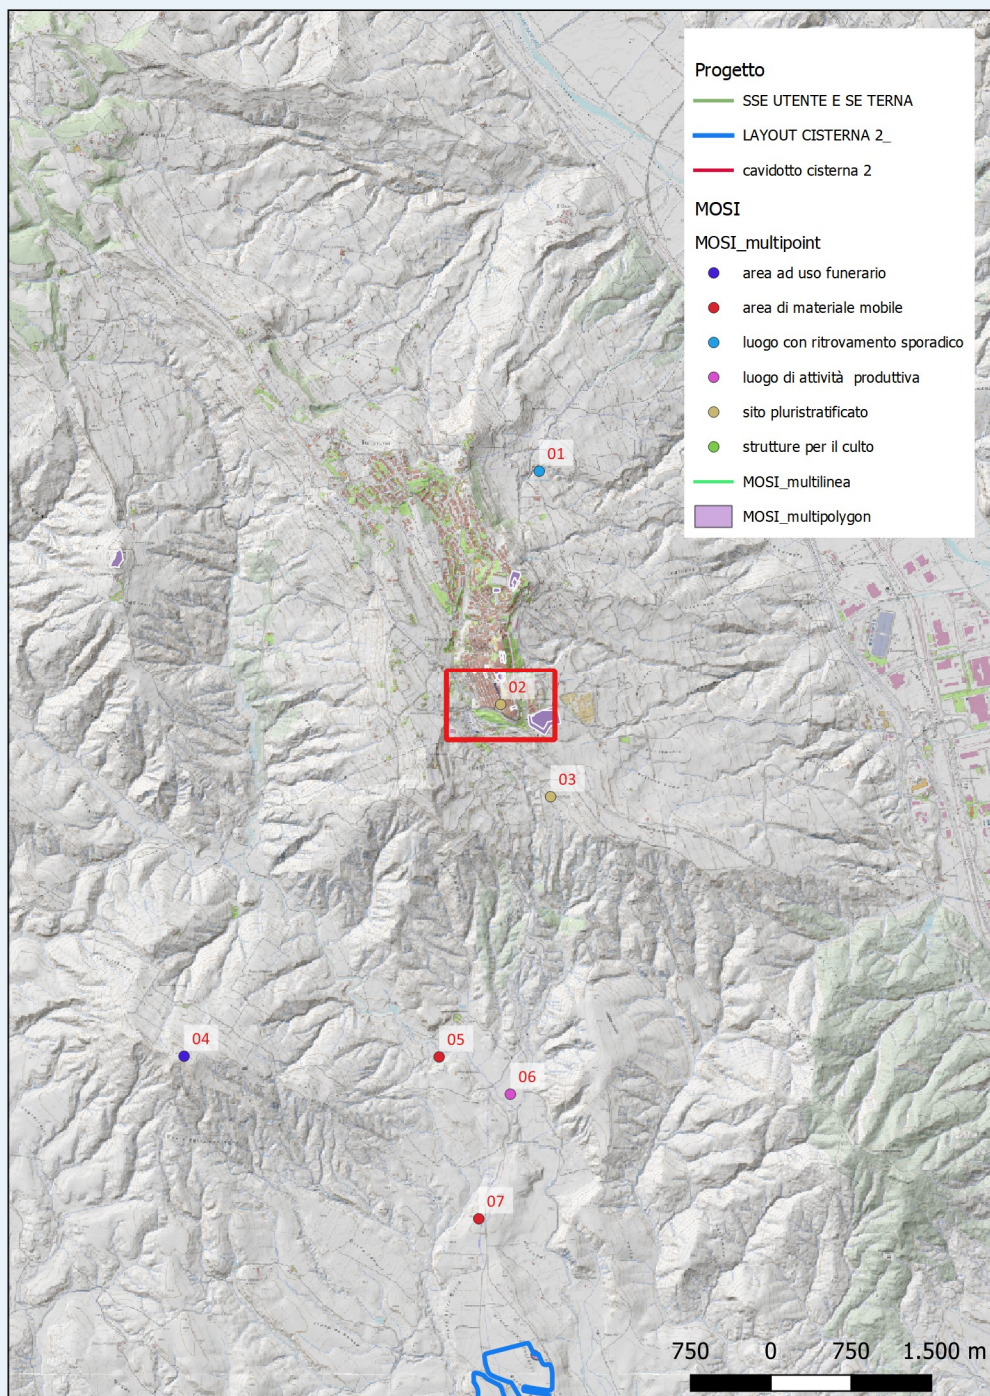 Progetto
SSE UTENTE E SE TERNA
LAYOUT CISTERNA 2_
cavidotto cisterna 2
MOSI
MOSI_multipoint
area ad uso funerario
area di materiale mobile
luogo con ritrovamento sporadico
luogo di attività produttiva
sito pluristratificato
strutture per il culto
MOSI_multilinea
MOSI_multipolygon
01
02
03
04
05
06
07
750 0 750 1.500 m